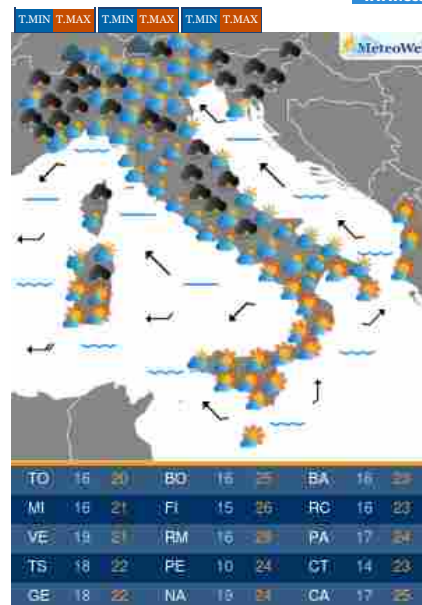 T.MIN T.MAX T.MIN T.MAX T.MIN T.MAX
MeteoWe
TO 16 20 BO 16 25 BA 16 23
MI 16 21 FI 15 26 RC 16 23
VE 19 21 RM 16 PA 17 24
TS 18 22 PE 10 24 CT 14 23
GE 18 22 NA 19 24 CA 17 25